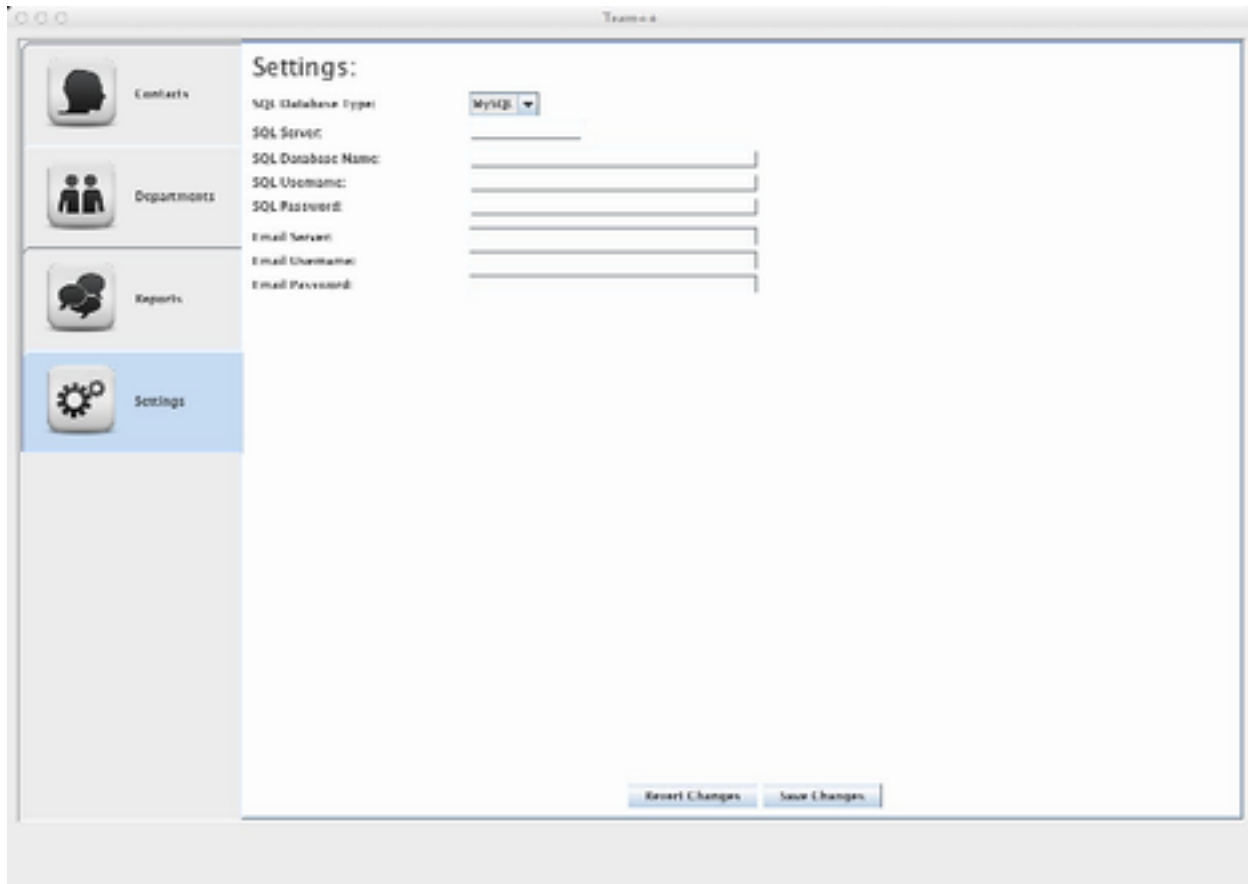 Contacts
Departments
Reports
Settings
Settings:
SQL Database Type:
MySQL
SQL Server:
SQL Database Name:
SQL Username:
SQL Password:
Email Server:
Email Username:
Email Password:
Revert Changes
Save Changes